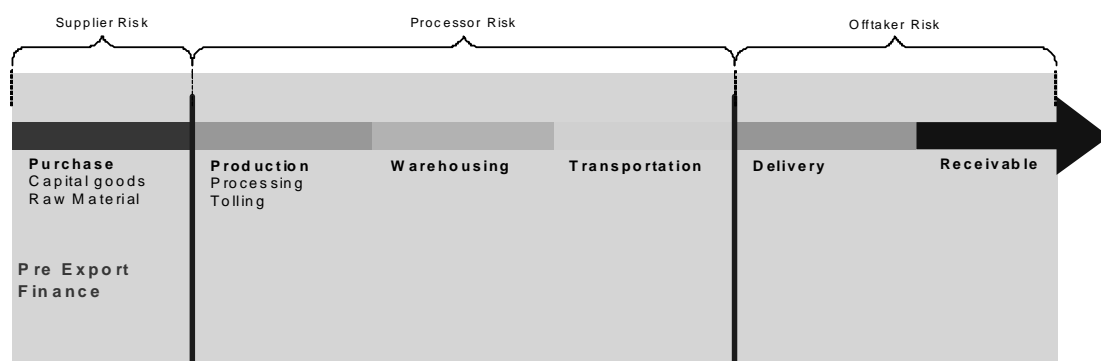 Supplier Risk
Processor Risk
Offtaker Risk
Purchase
Capital goods
Raw Material
Production
Processing
Tolling
Warehousing
Transportation
Delivery
Receivable
Pre Export
Finance